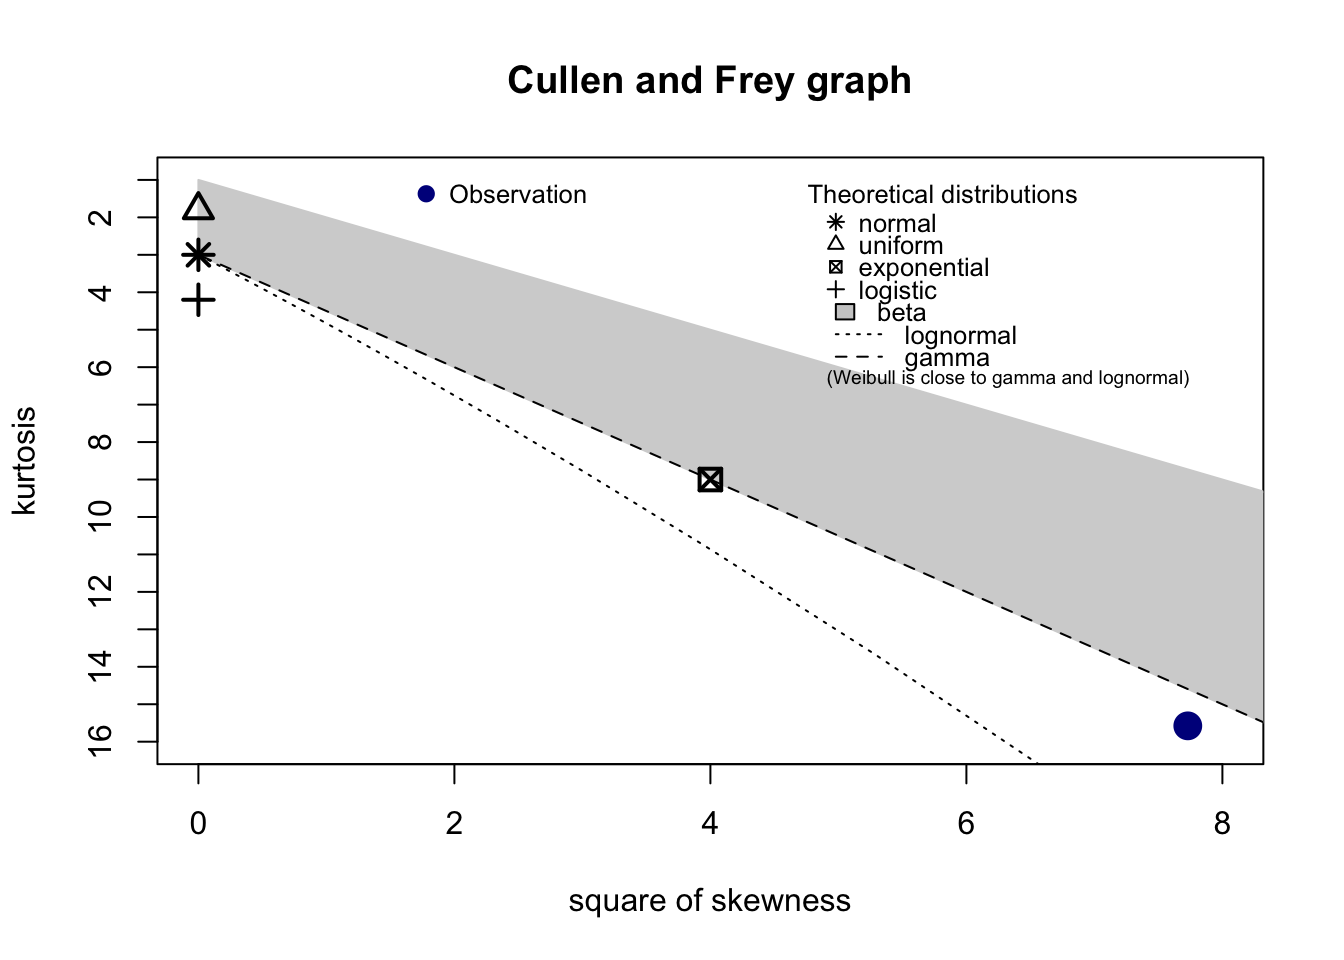 Cullen and Frey graph
Observation
Theoretical distributions
normal
uniform
exponential
logistic
beta
lognormal
gamma
(Weibull is close to gamma and lognormal)
kurtosis
2
4
6
8
10
12
14
16
0 2 4 6 8
square of skewness